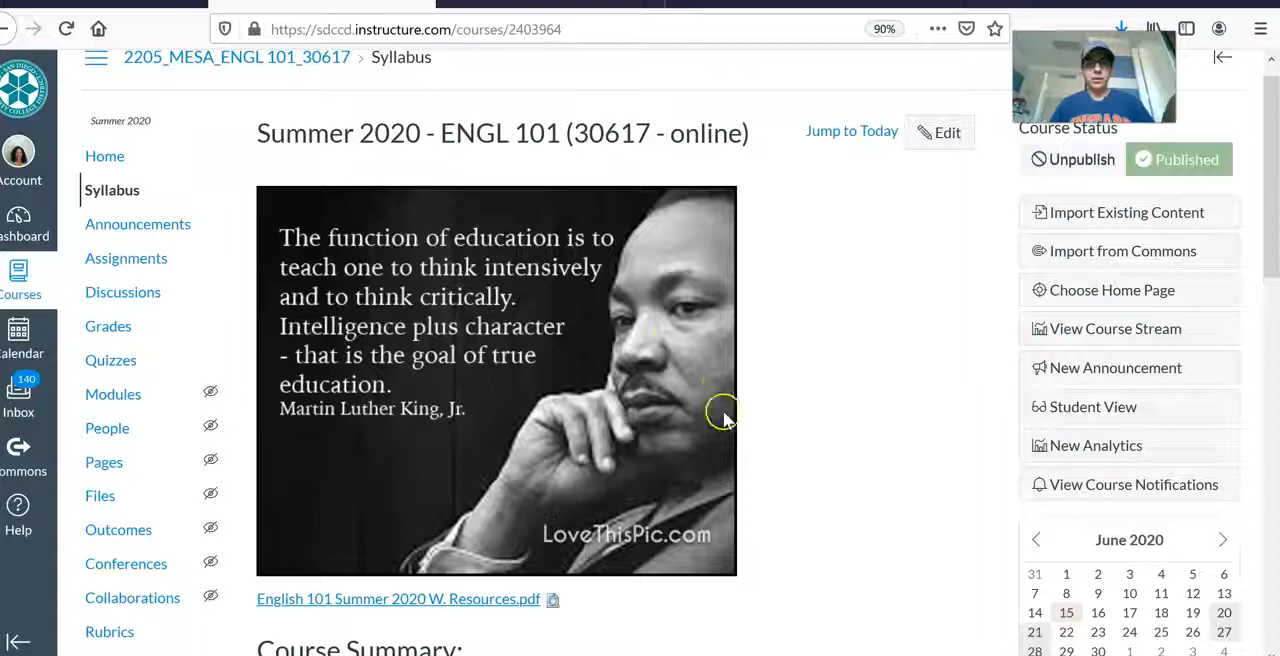 https://sdccd.instructure.com/courses/2403964
90%
2205_MESA_ENGL 101_30617 > Syllabus
Account
ashboard
Courses
Calendar
140
Inbox
ommons
Help
Summer 2020
Home
Syllabus
Announcements
Assignments
Discussions
Grades
Quizzes
Modules
People
Pages
Files
Outcomes
Conferences
Collaborations
Rubrics
Summer 2020 - ENGL 101 (30617 - online)
Jump to Today
Edit
The function of education is to
teach one to think intensively
and to think critically.
Intelligence plus character
- that is the goal of true
education.
Martin Luther King, Jr.
LoveThisPic.com
English 101 Summer 2020 W. Resources.pdf
Course Summary:
Course Status
Unpublish
Published
Import Existing Content
Import from Commons
Choose Home Page
View Course Stream
New Announcement
Student View
New Analytics
View Course Notifications
June 2020
31 1 2 3 4 5 6
7 8 9 10 11 12 13
14 15 16 17 18 19 20
21 22 23 24 25 26 27
28 29 30 1 2 3 4